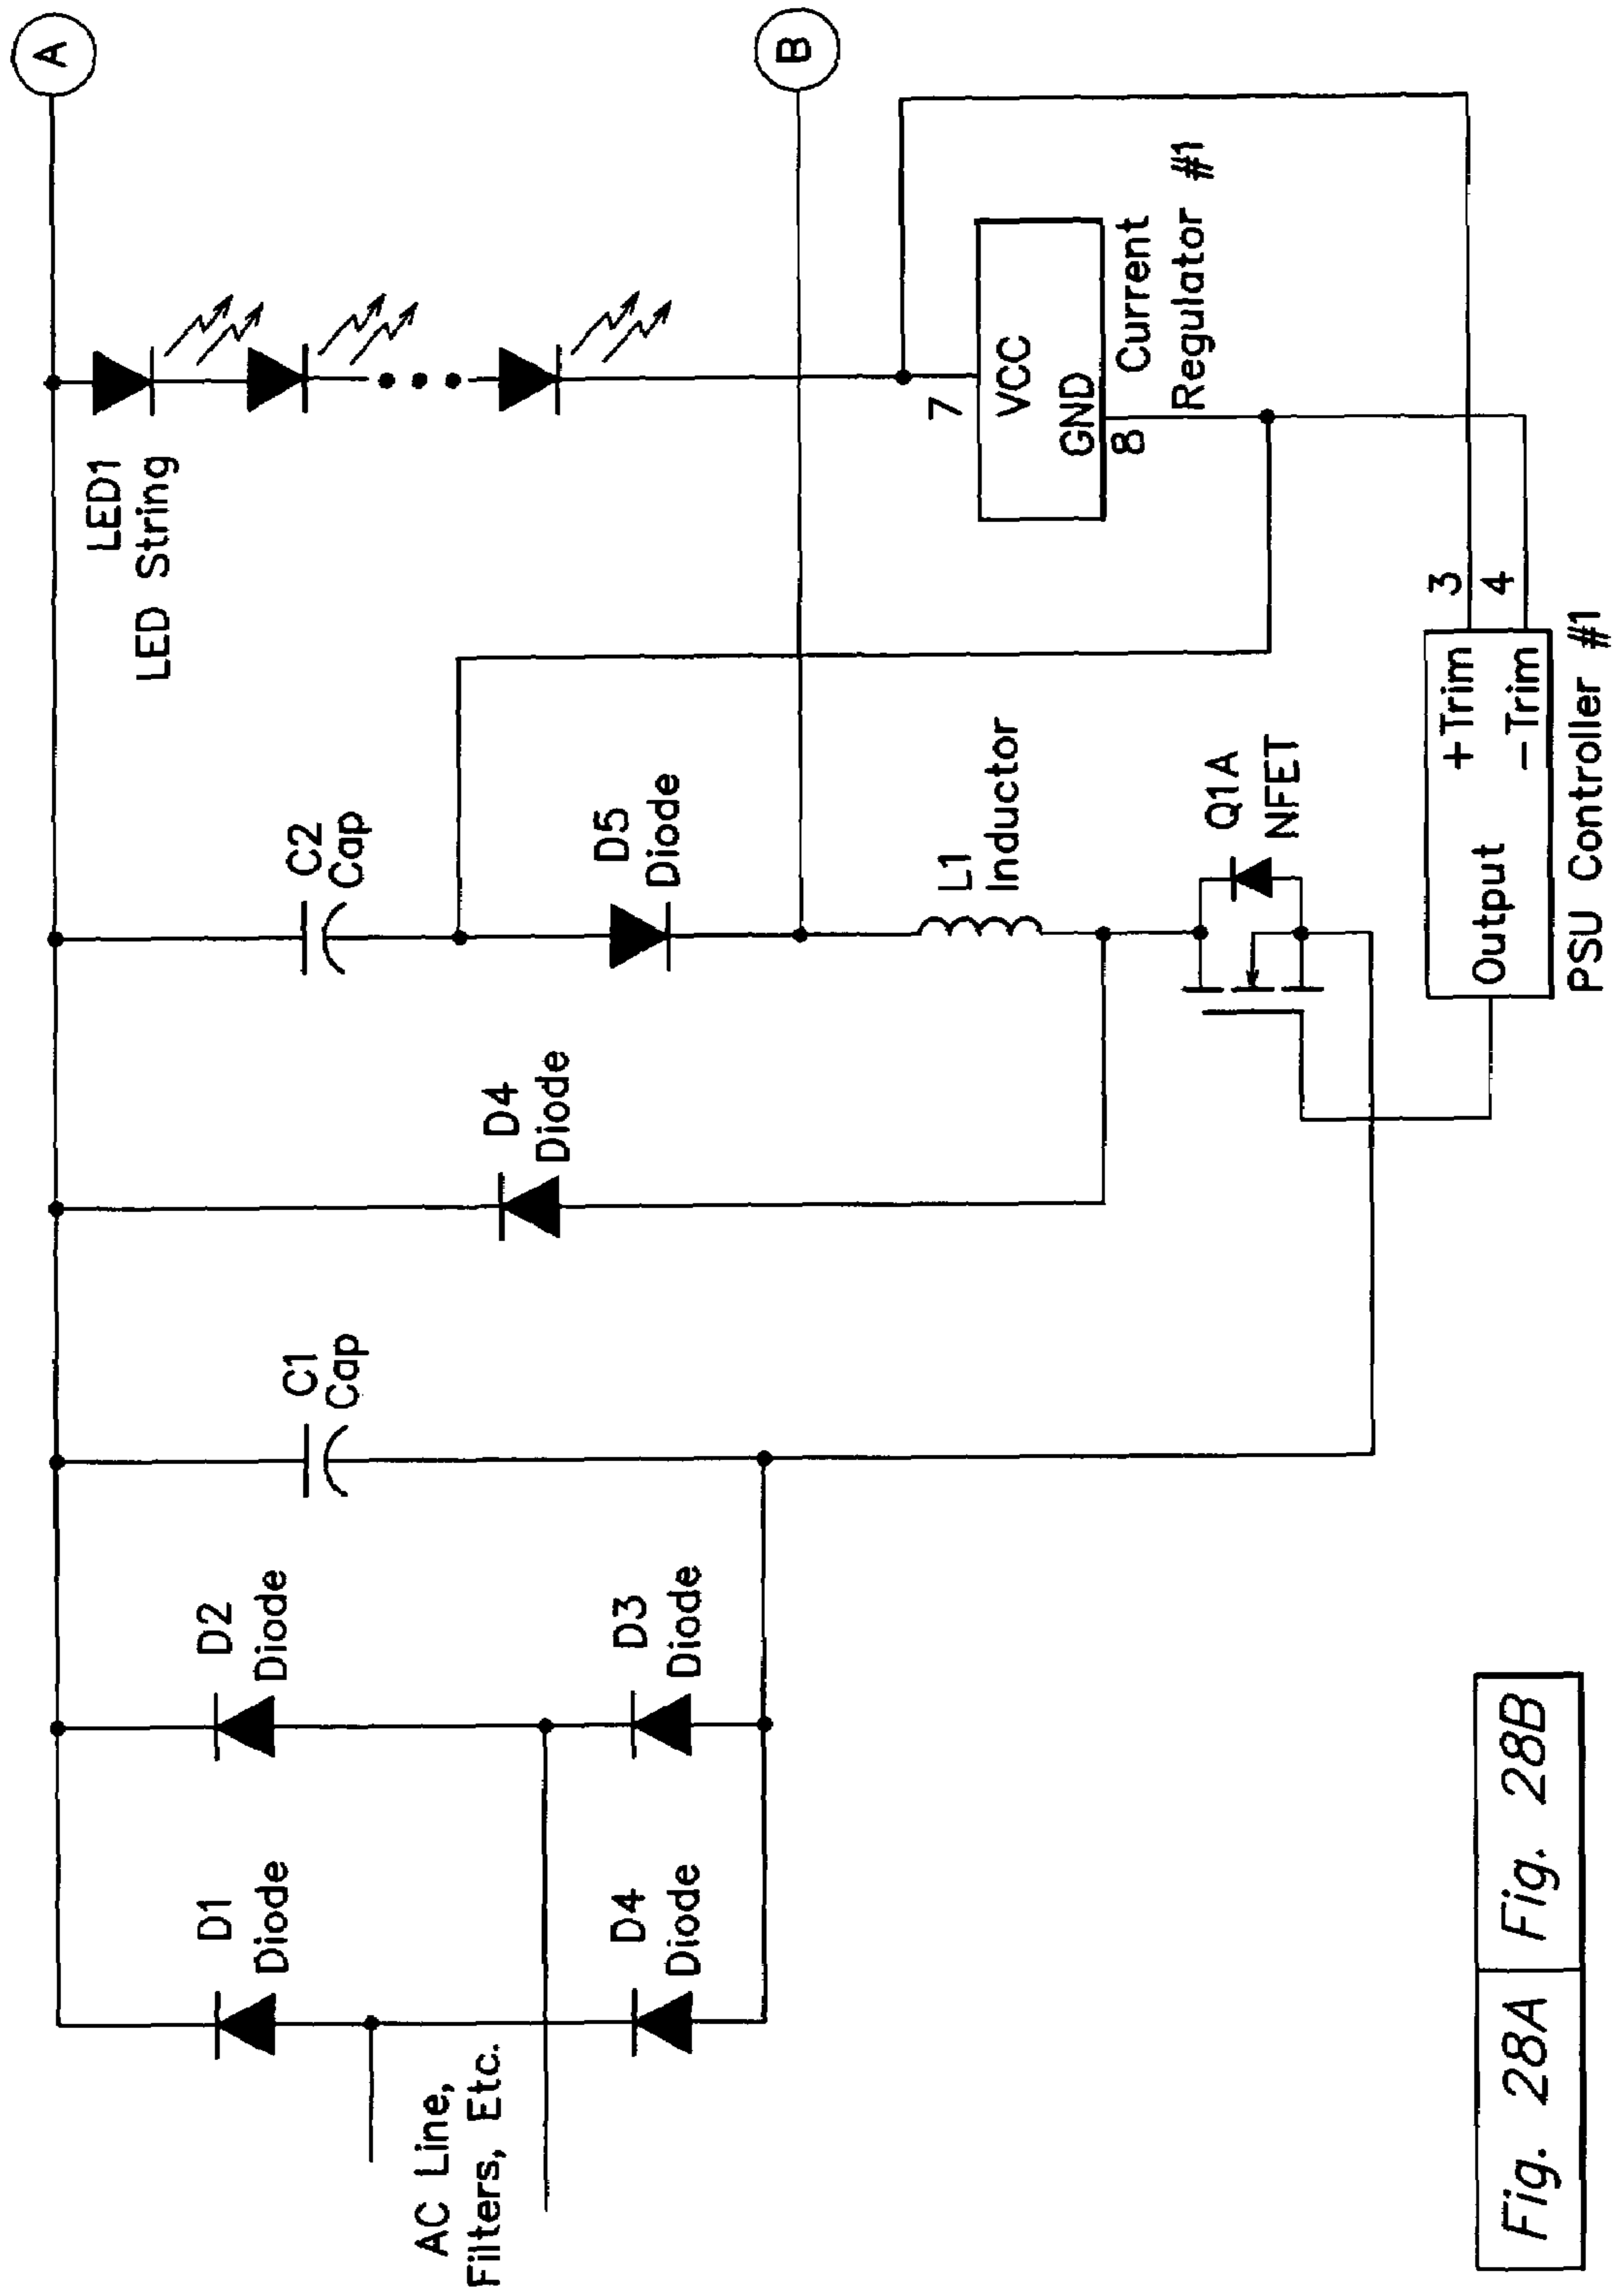 A
LED1
LED String
B
7
VCC
GND
8
Current
Regulator #1
C2
Cap
D5
Diode
L1
Inductor
Q1A
NFET
3
4
+Trim
−Trim
Output
PSU Controller #1
D4
Diode
C1
Cap
D2
Diode
D3
Diode
D1
Diode
D4
Diode
AC Line,
Filters, Etc.
Fig. 28A Fig. 28B